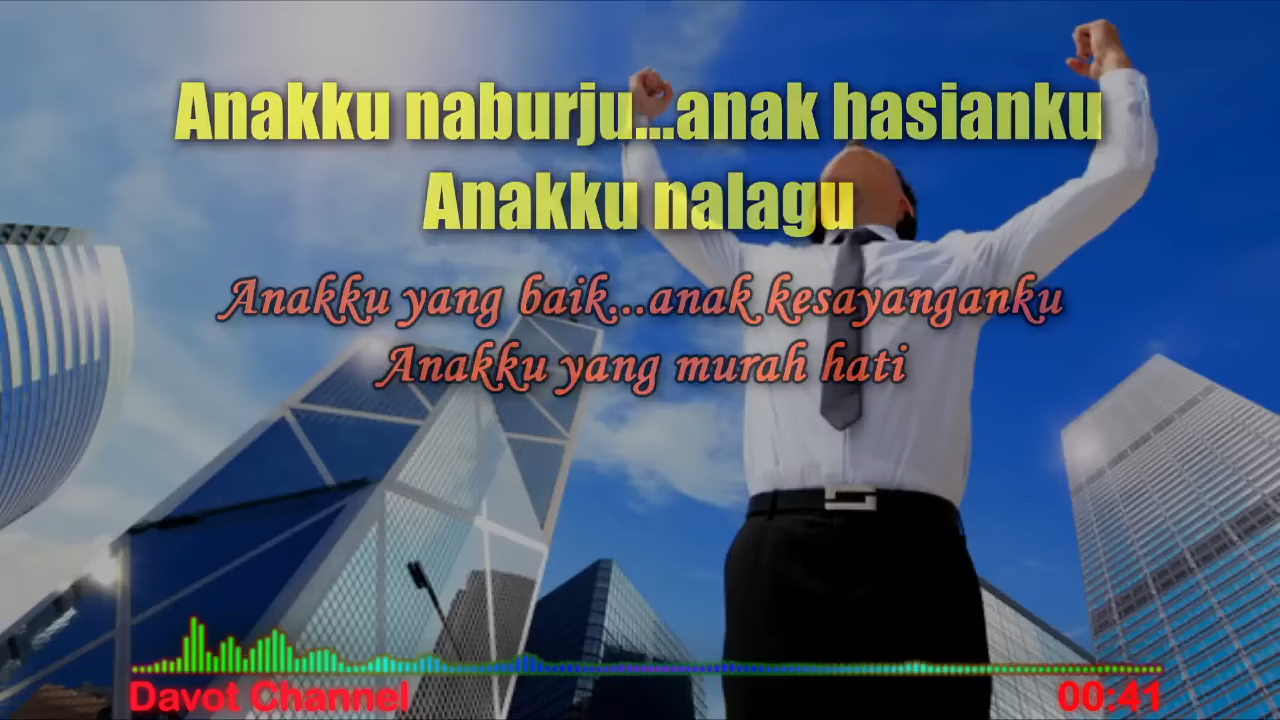 Anakku naburju...anak hasianku
Anakku nalagu
Anakku yang baik...anak kesayanganku
Anakku yang murah hati
Davot Channel
00:41